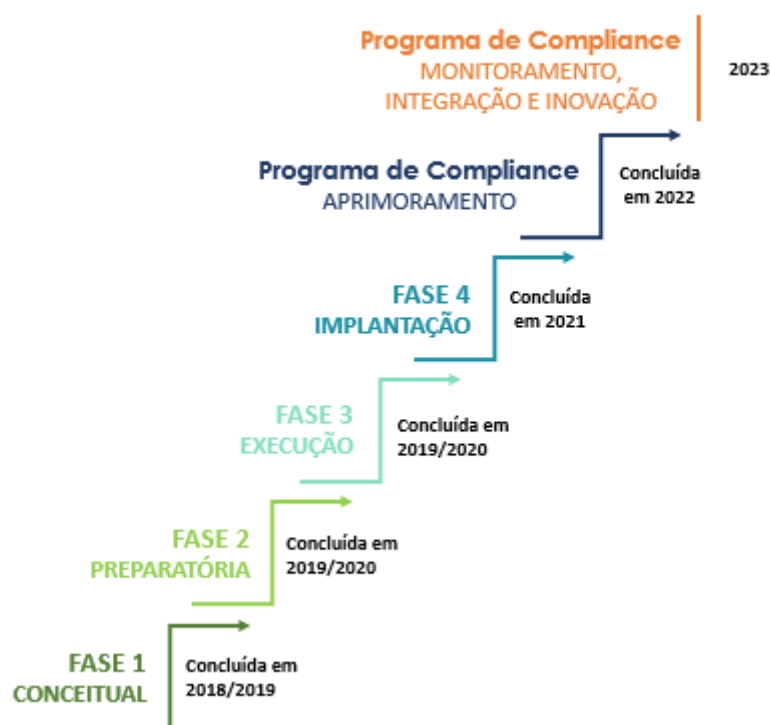 Programa de Compliance
MONITORAMENTO,
INTEGRAÇÃO E INOVAÇÃO
2023
Programa de Compliance
APRIMORAMENTO
Concluída
em 2022
FASE 4
IMPLANTAÇÃO
Concluída
em 2021
FASE 3
EXECUÇÃO
Concluída em
2019/2020
FASE 2
PREPARATÓRIA
Concluída em
2019/2020
FASE 1
CONCEITUAL
Concluída em
2018/2019